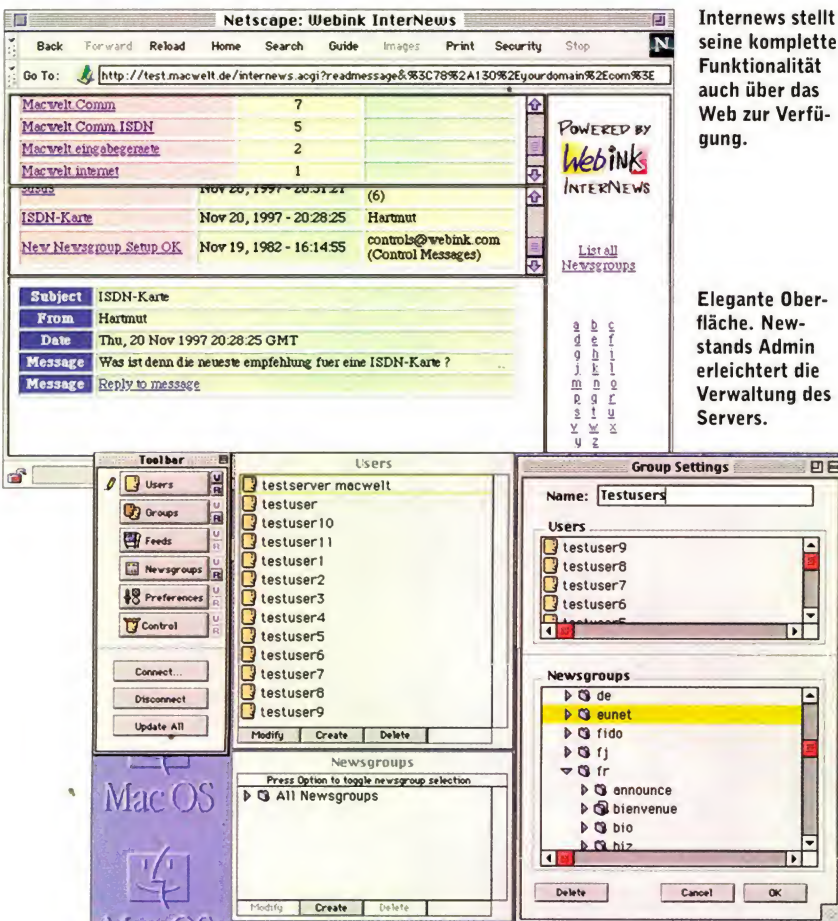 Netscape: Webink InterNews
Back Forward Reload Home Search Guide Images Print Security Stop
N
Go To: http://test.macwelt.de/internews.acgi?readmessage&%3C78%2A130%2Eyourdomain%2Ecom%3E
Macwelt Comm 7
Macwelt Comm ISDN 5
Macwelt eingabegeraete 2
Macwelt internet 1
(6)
ISDN-Karte Nov 20, 1997 - 20:28:25 Hartmut
New Newsgroup Setup OK Nov 19, 1982 - 16:14:55 controls@webink.com
(Control Messages)
Subject ISDN-Karte
From Hartmut
Date Thu, 20 Nov 1997 20:28:25 GMT
Message Was ist denn die neueste empfehlung fuer eine ISDN-Karte ?
Message Reply to message
POWERED BY
WebINK
INTERNEWS
List all
Newsgroups
a b c
d e f
g h i
j k l
m n o
p q r
s t u
v w x
y z
Internews stellt
seine komplette
Funktionalität
auch über das
Web zur Verfü-
gung.
Elegante Ober-
fläche. New-
stands Admin
erleichtert die
Verwaltung des
Servers.
Toolbar
Users U R
Groups U R
Feeds U R
Newsgroups U R
Preferences U R
Control U R
Connect...
Disconnect
Update All
Users
testserver macwelt
testuser
testuser10
testuser11
testuser1
testuser2
testuser3
testuser4
testuser5
testuser6
testuser7
testuser8
testuser9
Modify Create Delete
Newsgroups
Press Option to toggle newsgroup selection
All Newsgroups
Modify Create Delete
Mac OS
Group Settings
Name: Testusers
Users
testuser9
testuser8
testuser7
testuser6
testuser5
Newsgroups
de
eunet
fido
fj
fr
announce
bienvenue
bio
biz
Delete Cancel OK